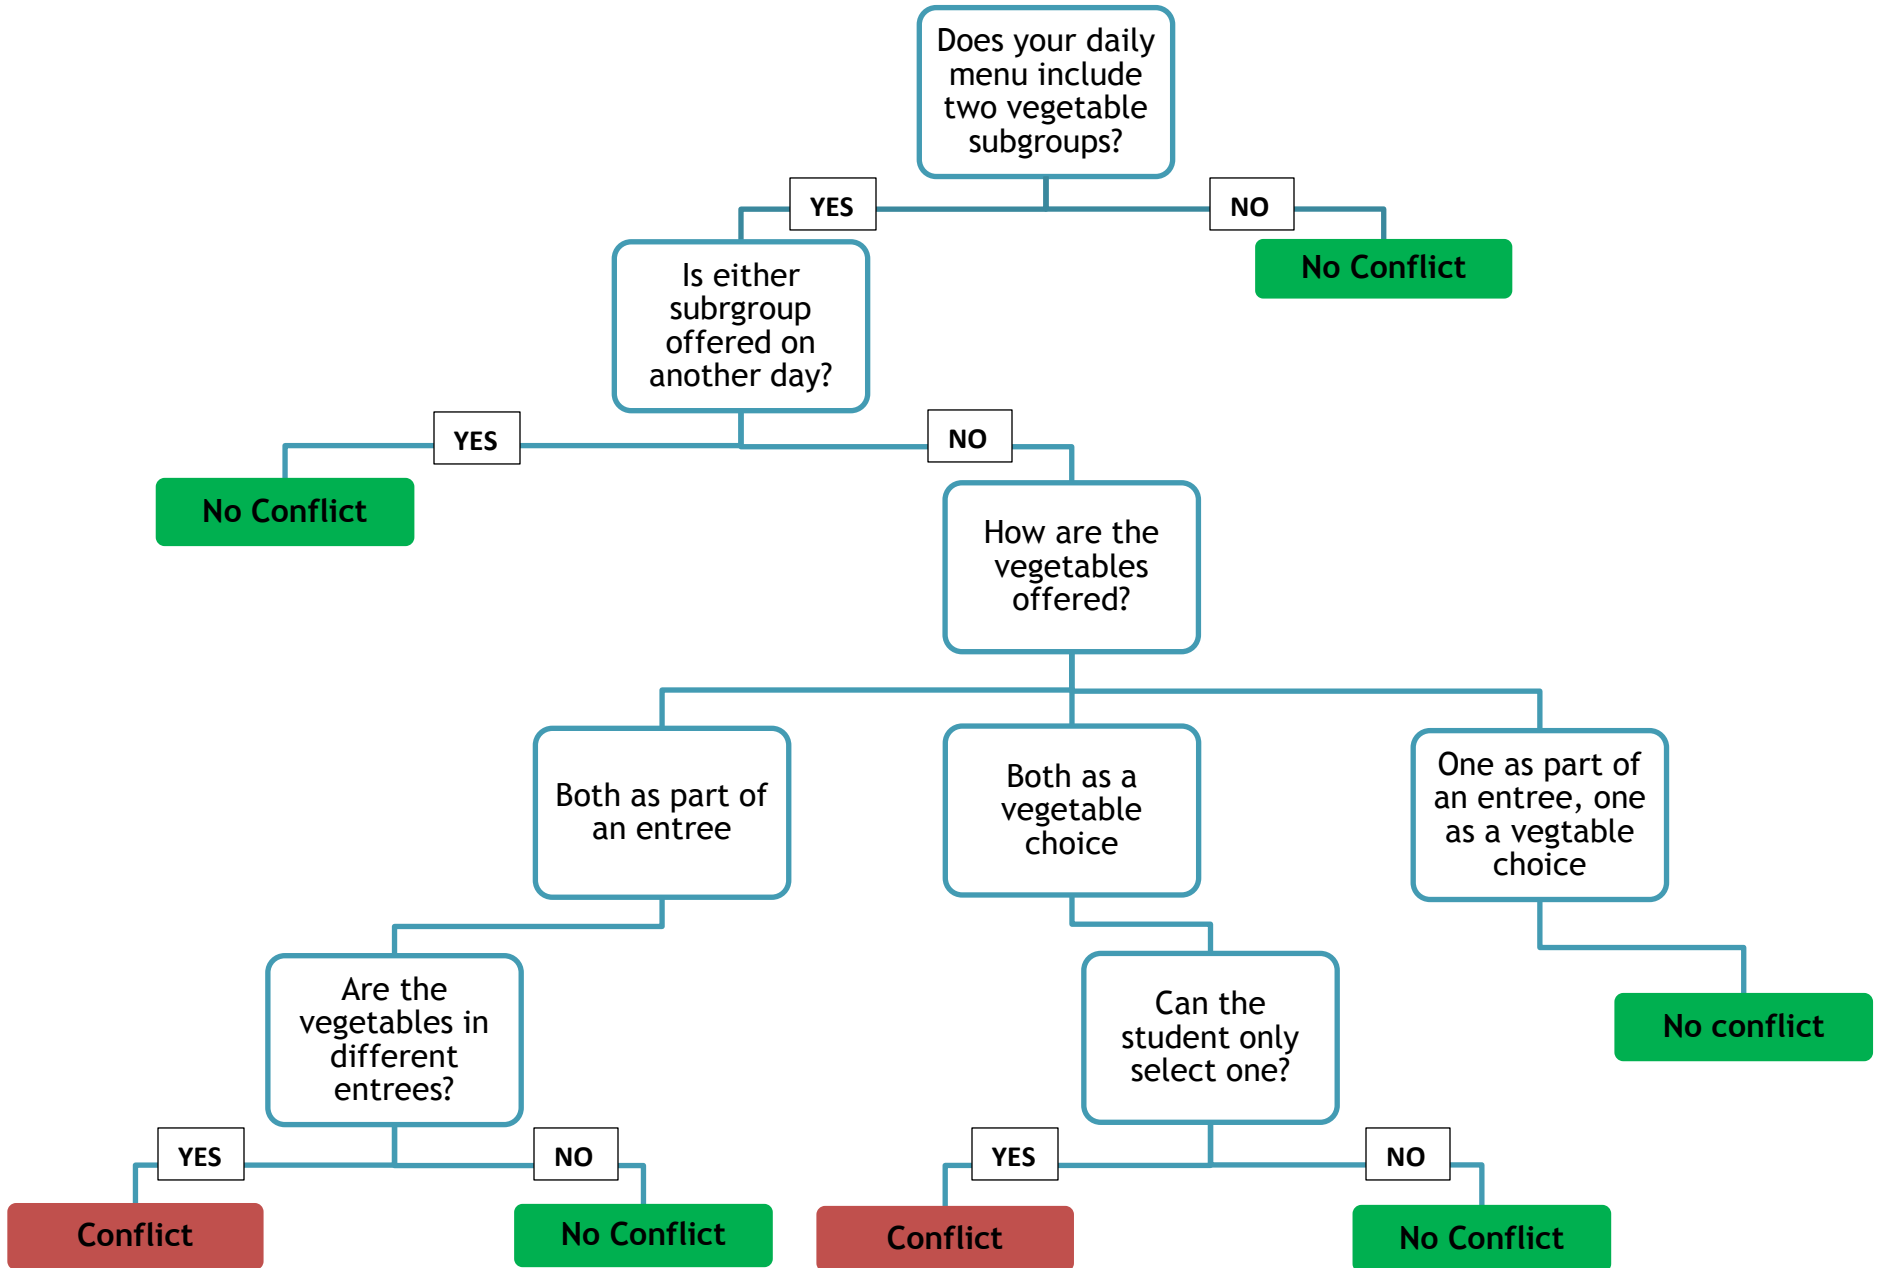 Does your daily
menu include
two vegetable
subgroups?
YES
NO
Is either
subrgroup
offered on
another day?
No Conflict
YES
NO
No Conflict
How are the
vegetables
offered?
Both as part of
an entree
Both as a
vegetable
choice
One as part of
an entree, one
as a vegtable
choice
Are the
vegetables in
different
entrees?
Can the
student only
select one?
No conflict
YES
NO
YES
NO
Conflict
No Conflict
Conflict
No Conflict